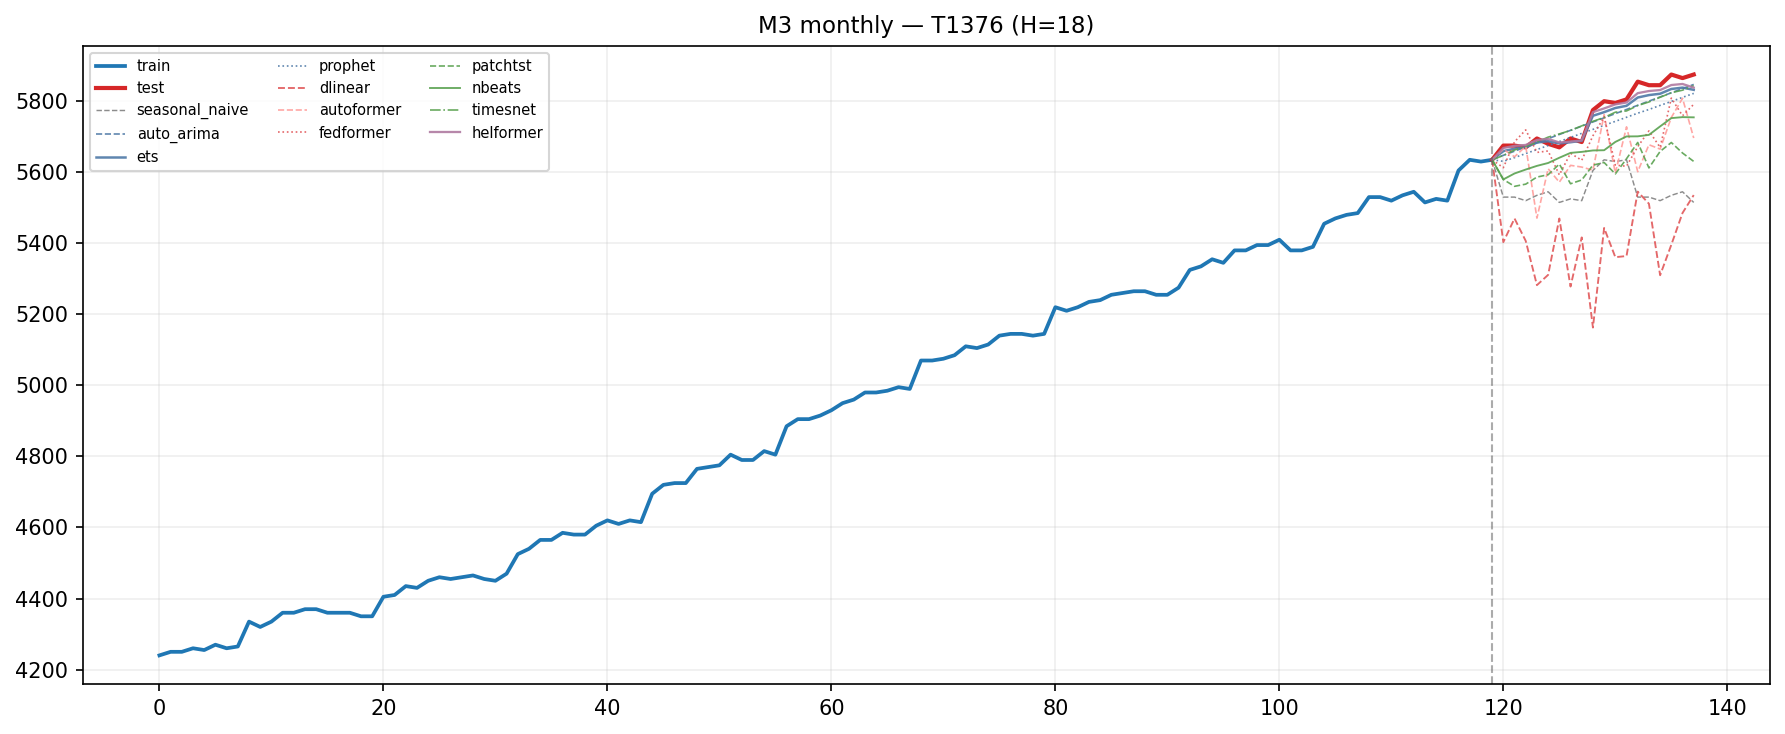 M3 monthly — T1376 (H=18)
train
test
seasonal_naive
auto_arima
ets
prophet
dlinear
autoformer
fedformer
patchtst
nbeats
timesnet
helformer
5800
5600
5400
5200
5000
4800
4600
4400
4200
0 20 40 60 80 100 120 140